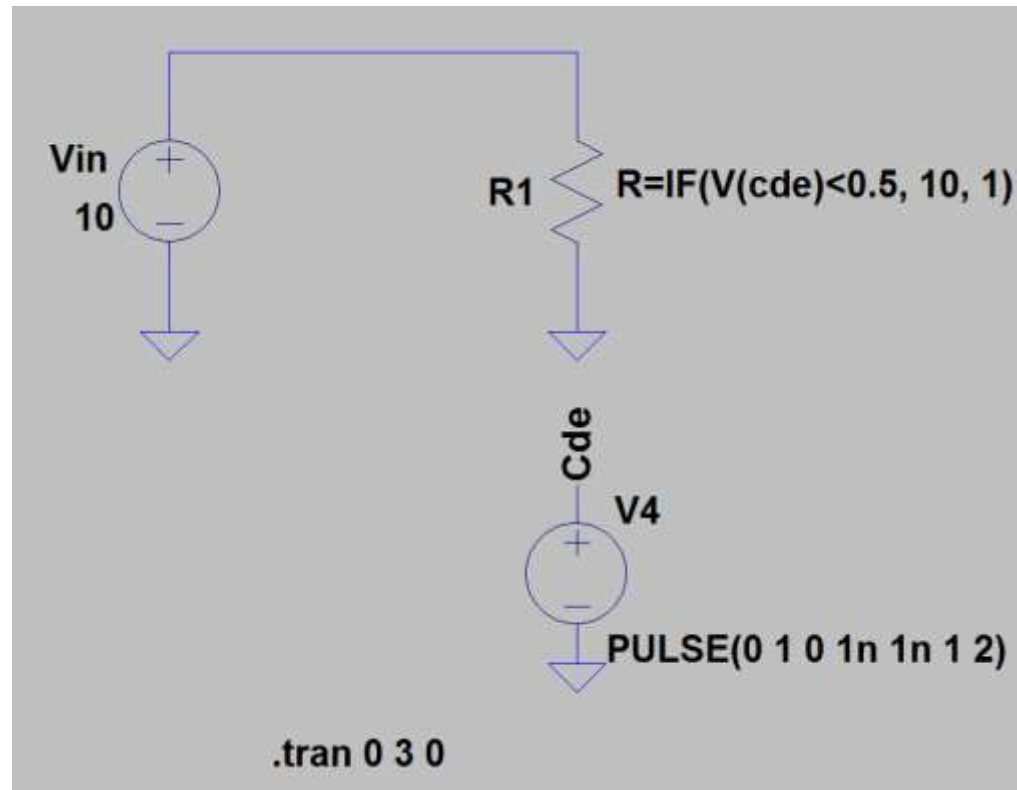 Vin
10
R1
R=IF(V(cde)<0.5, 10, 1)
Cde
V4
PULSE(0 1 0 1n 1n 1 2)
.tran 0 3 0